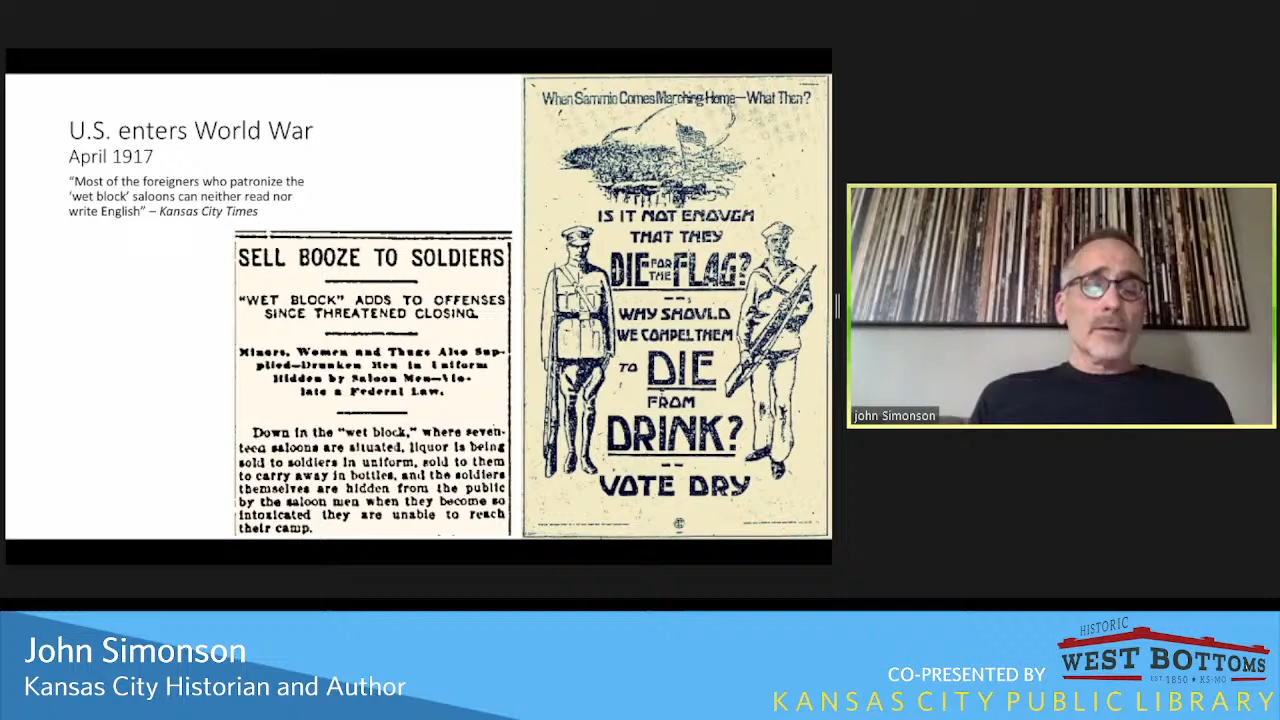 U.S. enters World War
April 1917
“Most of the foreigners who patronize the
‘wet block’ saloons can neither read nor
write English” – Kansas City Times
SELL BOOZE TO SOLDIERS
“WET BLOCK” ADDS TO OFFENSES
SINCE THREATENED CLOSING.
Minors, Women and Thugs Also Sup-
plied—Drunken Men in Uniform
Hidden by Saloon Men—Vio-
late a Federal Law.
Down in the “wet block,” where seven-
teen saloons are situated, liquor is being
sold to soldiers in uniform, sold to them
to carry away in bottles, and the soldiers
themselves are hidden from the public
by the saloon men when they become so
intoxicated they are unable to reach
their camp.
When Sammie Comes Marching Home—What Then?
IS IT NOT ENOUGH
THAT THEY
DIE FOR THE FLAG?
WHY SHOULD
WE COMPEL THEM
TO DIE
FROM
DRINK?
VOTE DRY
john Simonson
John Simonson
Kansas City Historian and Author
CO-PRESENTED BY
HISTORIC
WEST BOTTOMS
EST 1850 ★ KS-MO
KANSAS CITY PUBLIC LIBRARY